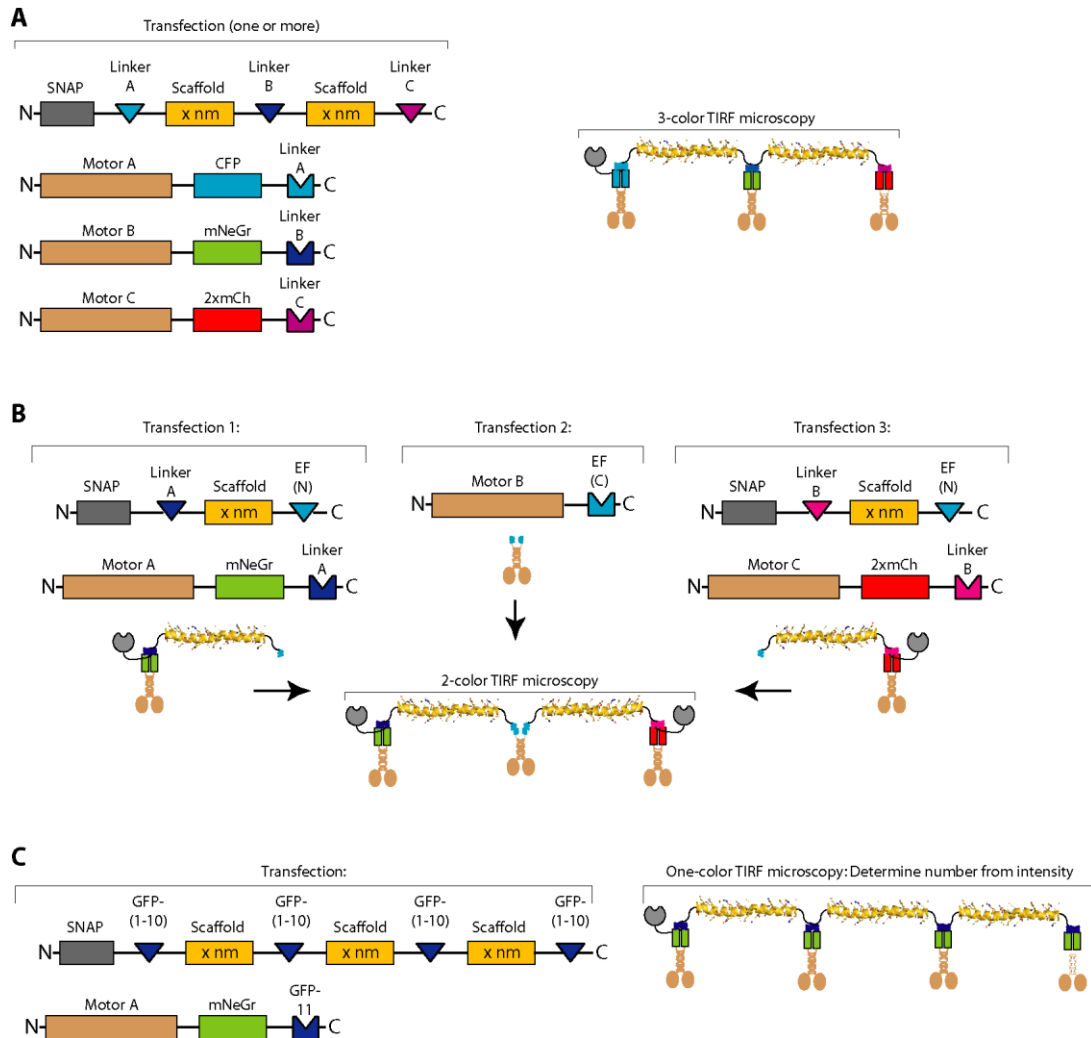 A
Transfection (one or more)
Linker A
Linker B
Linker C
SNAP
Scaffold
Scaffold
N
x nm
x nm
C
Motor A
CFP
Linker A
N
C
Motor B
mNeGr
Linker B
N
C
Motor C
2xmCh
Linker C
N
C
3-color TIRF microscopy
B
Transfection 1:
SNAP
Linker A
Scaffold
EF (N)
N
x nm
C
Motor A
mNeGr
Linker A
N
C
Transfection 2:
Motor B
EF (C)
N
C
Transfection 3:
SNAP
Linker B
Scaffold
EF (N)
N
x nm
C
Motor C
2xmCh
Linker B
N
C
2-color TIRF microscopy
C
Transfection:
GFP-(1-10)
GFP-(1-10)
GFP-(1-10)
GFP-(1-10)
SNAP
Scaffold
Scaffold
Scaffold
N
x nm
x nm
x nm
C
Motor A
mNeGr
GFP-11
N
C
One-color TIRF microscopy: Determine number from intensity